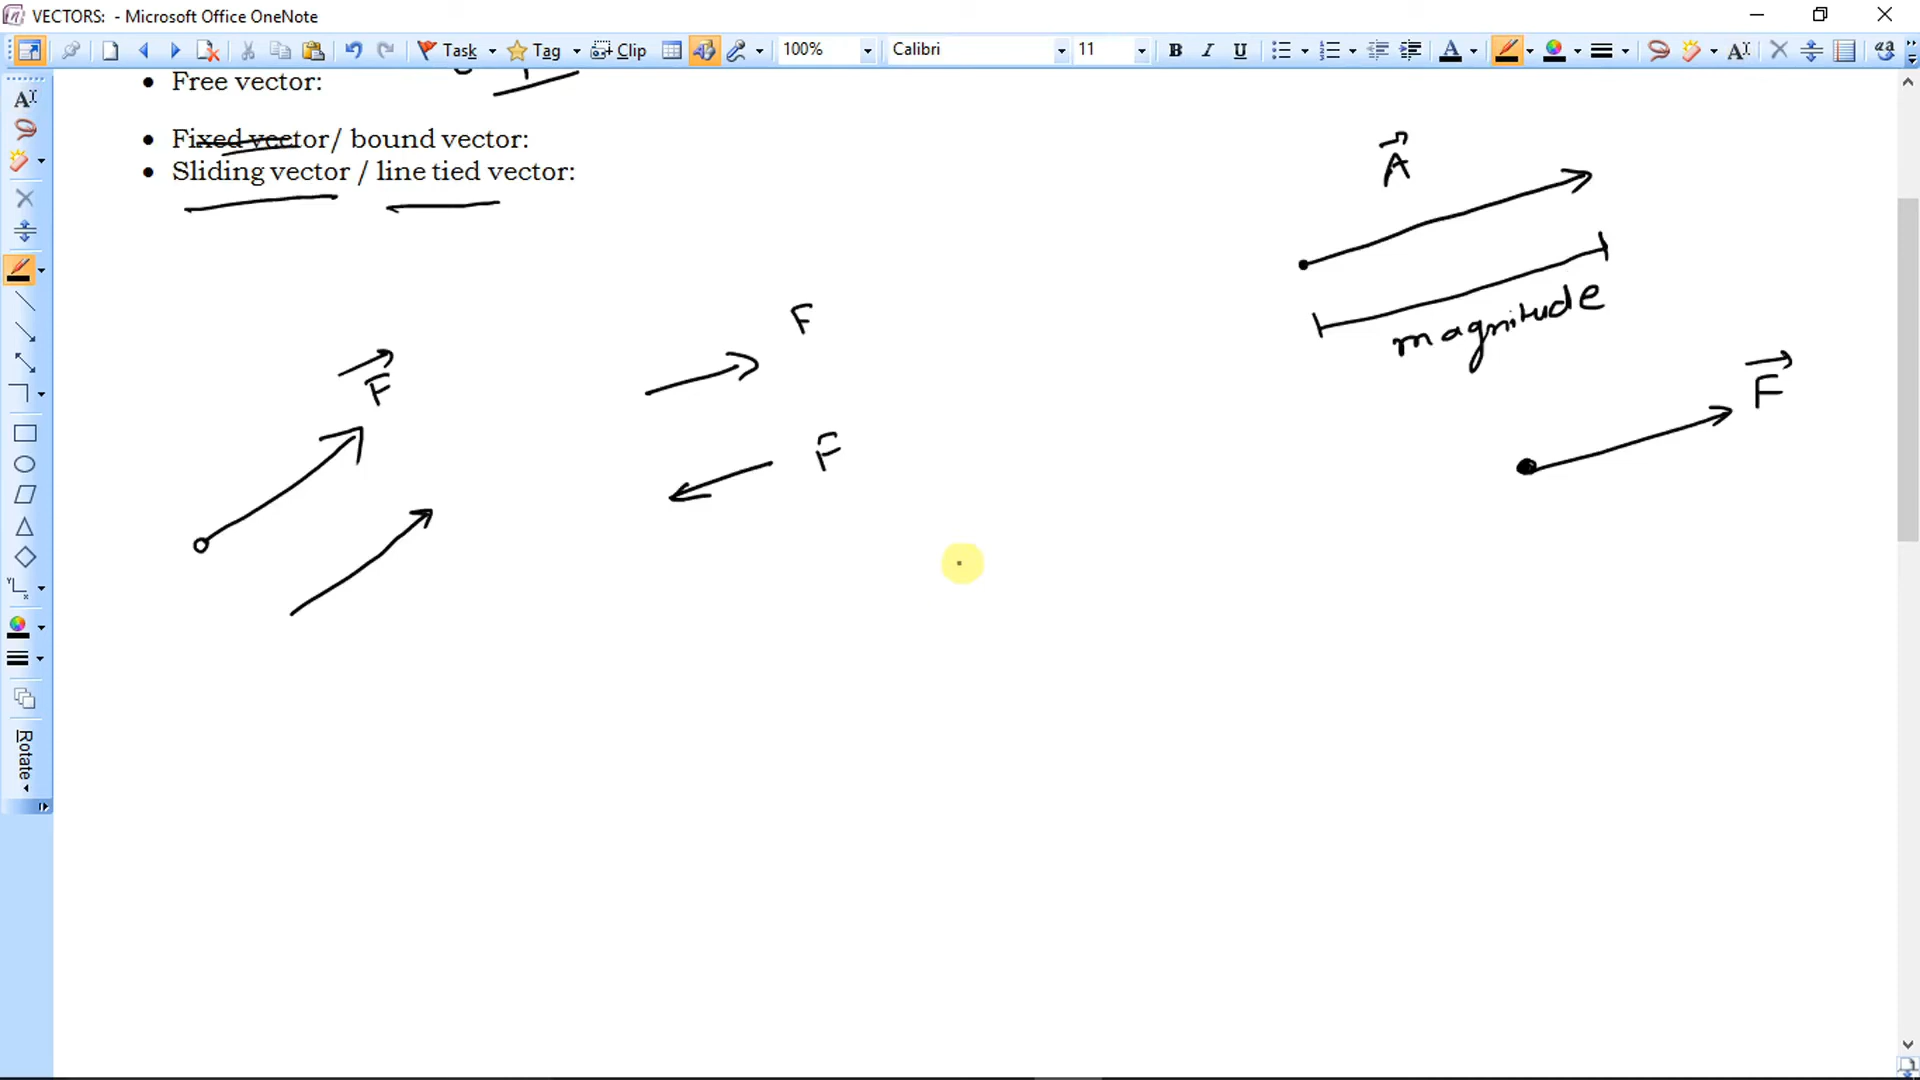 VECTORS: - Microsoft Office OneNote
Task Tag Clip 100% Calibri 11 B I U A
Free vector:
Fixed vector/ bound vector:
Sliding vector / line tied vector:
A
magnitude
F
F
F
F
Rotate